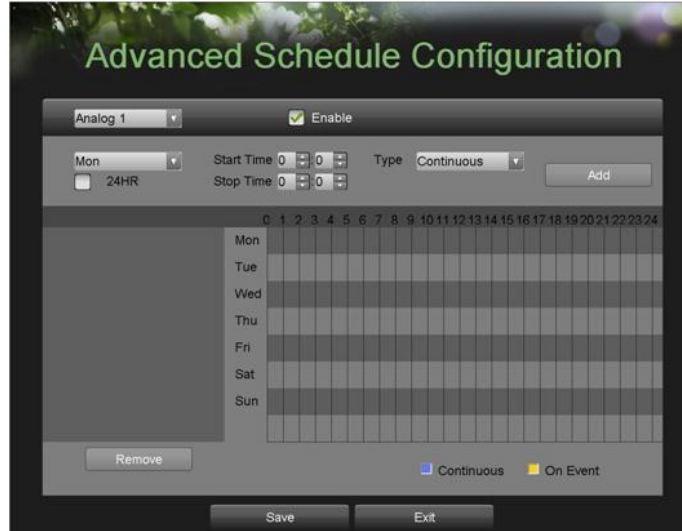 Advanced Schedule Configuration
Analog 1 Enable
Mon Start Time 0 : 0 Type Continuous
24HR Stop Time 0 : 0 Add
0 1 2 3 4 5 6 7 8 9 10 11 12 13 14 15 16 17 18 19 20 21 22 23 24
Mon
Tue
Wed
Thu
Fri
Sat
Sun
Remove Continuous On Event
Save Exit